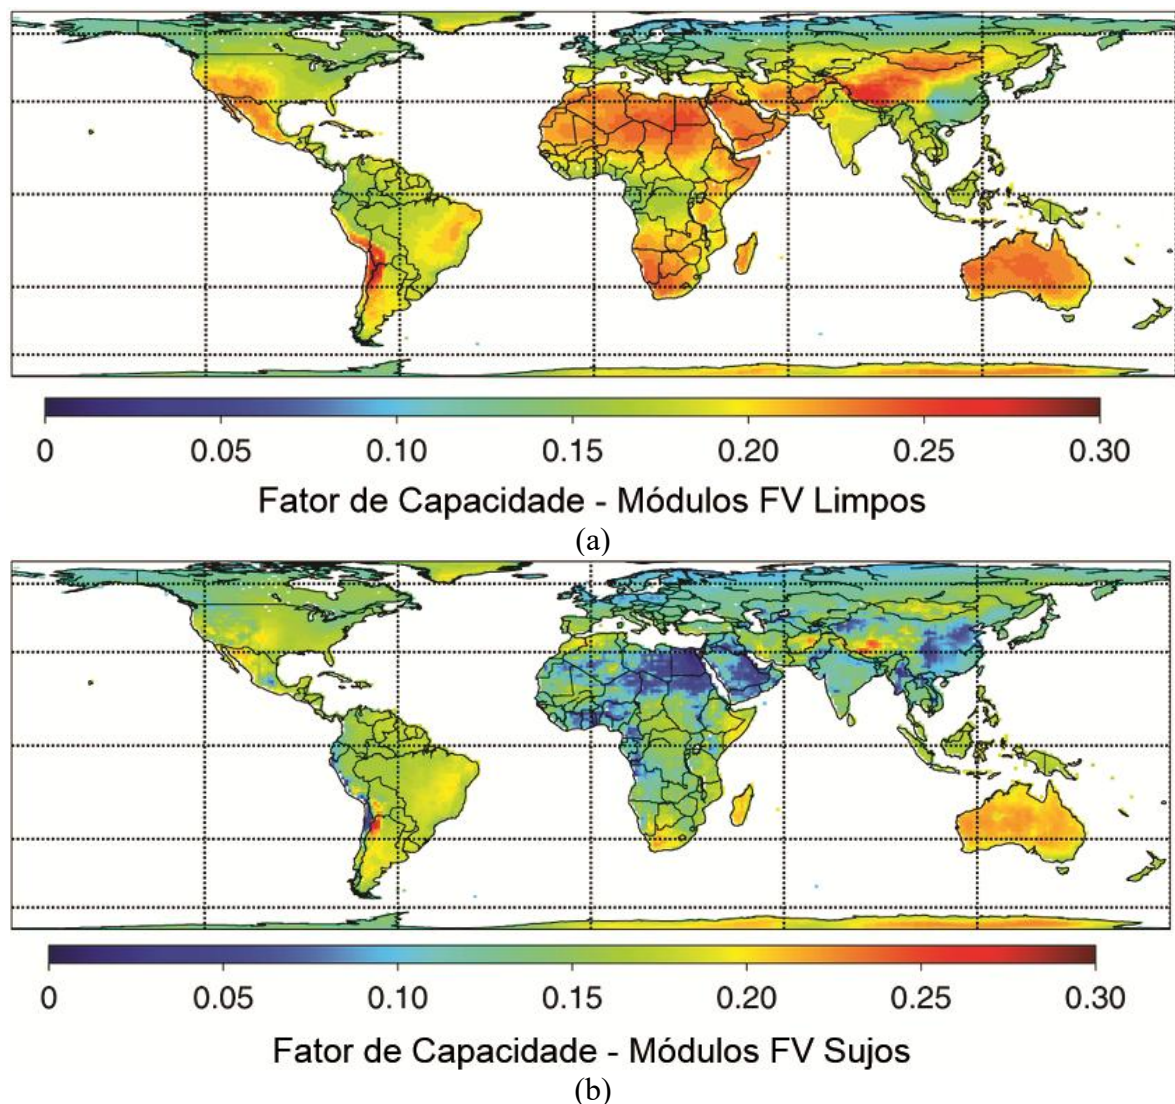 0 0.05 0.10 0.15 0.20 0.25 0.30
Fator de Capacidade - Módulos FV Limpos
(a)
0 0.05 0.10 0.15 0.20 0.25 0.30
Fator de Capacidade - Módulos FV Sujos
(b)